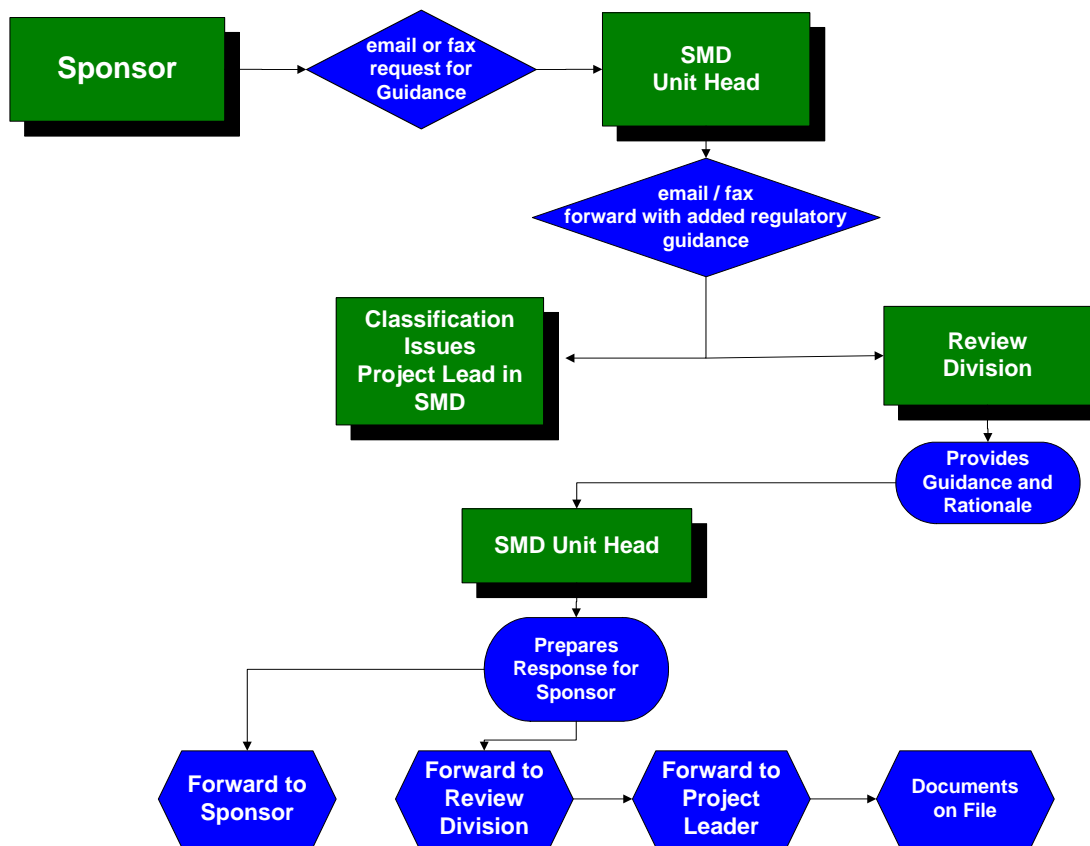 Sponsor
email or fax
request for
Guidance
SMD
Unit Head
email / fax
forward with added regulatory
guidance
Classification
Issues
Project Lead in
SMD
Review
Division
Provides
Guidance and
Rationale
SMD Unit Head
Prepares
Response for
Sponsor
Forward to
Sponsor
Forward to
Review
Division
Forward to
Project
Leader
Documents
on File